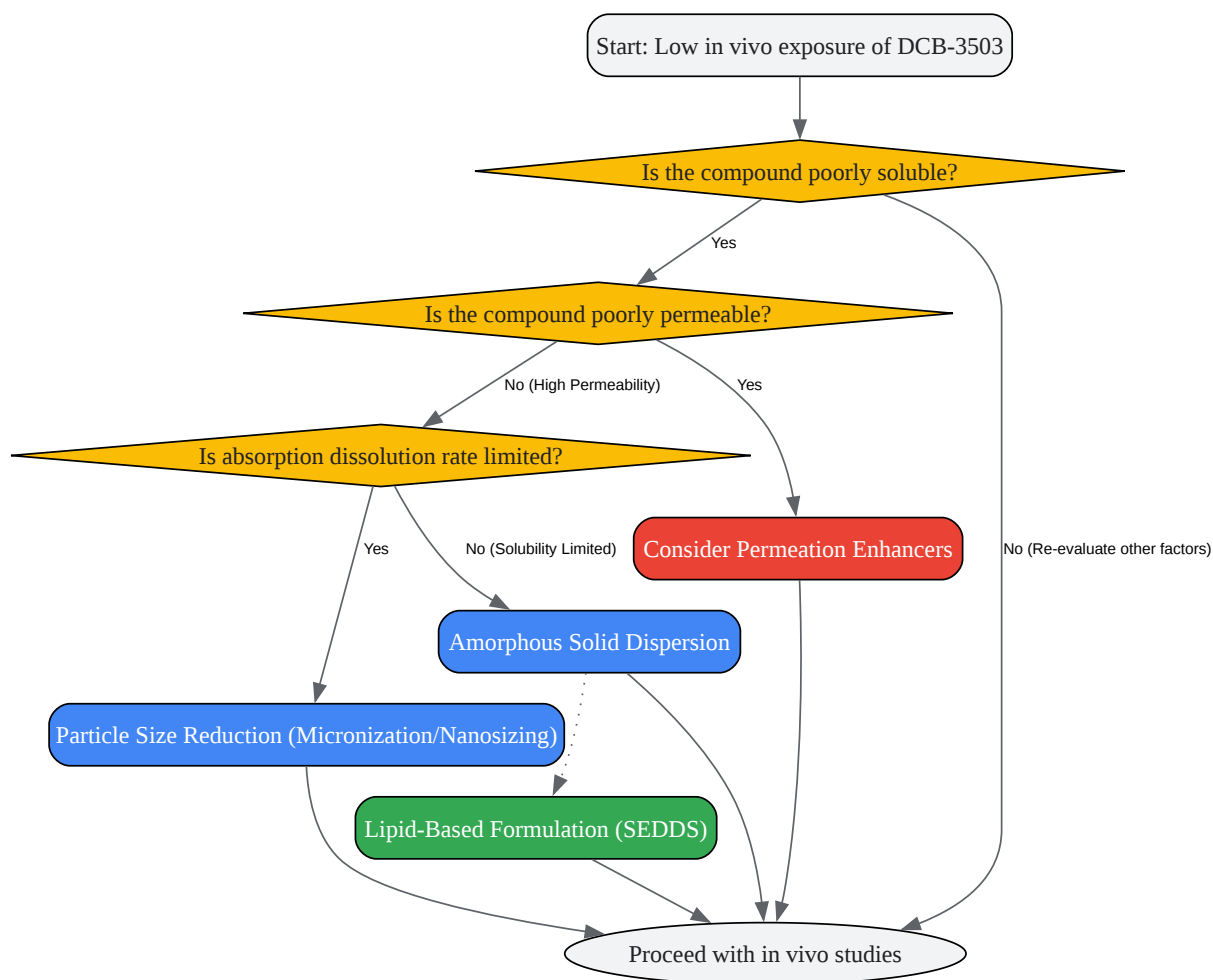 Start: Low in vivo exposure of DCB-3503
Is the compound poorly soluble?
Yes
Is the compound poorly permeable?
No (High Permeability)
Yes
Is absorption dissolution rate limited?
Yes
No (Solubility Limited)
Consider Permeation Enhancers
No (Re-evaluate other factors)
Amorphous Solid Dispersion
Particle Size Reduction (Micronization/Nanosizing)
Lipid-Based Formulation (SEDDS)
Proceed with in vivo studies